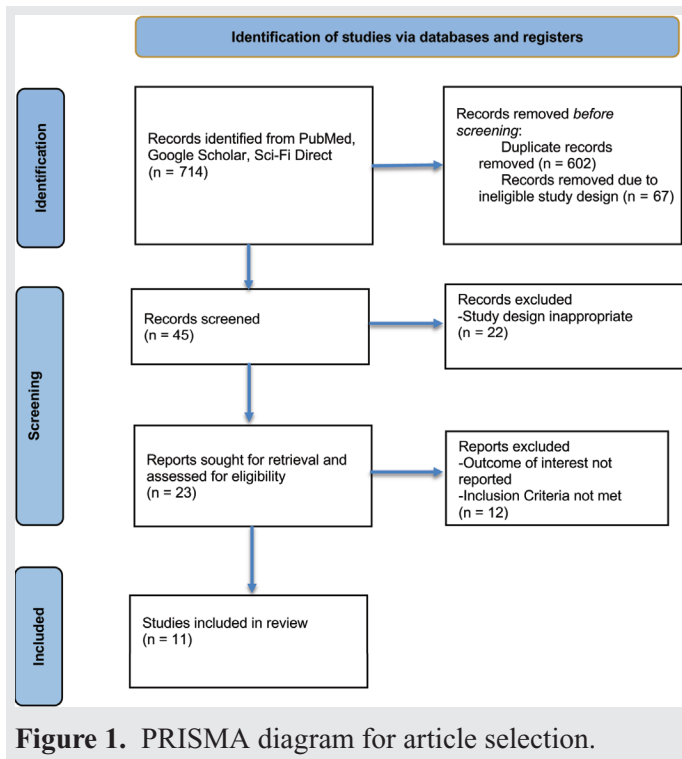 Identification of studies via databases and registers
Identification
Records identified from PubMed,
Google Scholar, Sci-Fi Direct
(n = 714)
Records removed before
screening:
Duplicate records
removed (n = 602)
Records removed due to
ineligible study design (n = 67)
Screening
Records screened
(n = 45)
Records excluded
-Study design inappropriate
(n = 22)
Reports sought for retrieval and
assessed for eligibility
(n = 23)
Reports excluded
-Outcome of interest not
reported
-Inclusion Criteria not met
(n = 12)
Included
Studies included in review
(n = 11)
Figure 1. PRISMA diagram for article selection.